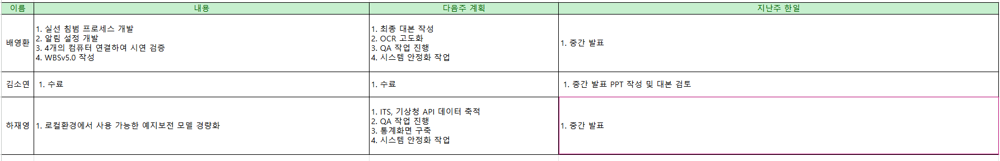 이름 내용 다음주 계획 지난주 한일
배영환
1. 실선 침범 프로세스 개발
2. 알림 설정 개발
3. 4개의 컴퓨터 연결하여 시연 검증
4. WBSv5.0 작성
1. 최종 대본 작성
2. OCR 고도화
3. QA 작업 진행
4. 시스템 안정화 작업
1. 중간 발표
김소연
1. 수료
1. 수료
1. 중간 발표 PPT 작성 및 대본 검토
하재영
1. 로컬환경에서 사용 가능한 예지보전 모델 경량화
1. ITS, 기상청 API 데이터 축적
2. QA 작업 진행
3. 통계화면 구축
4. 시스템 안정화 작업
1. 중간 발표